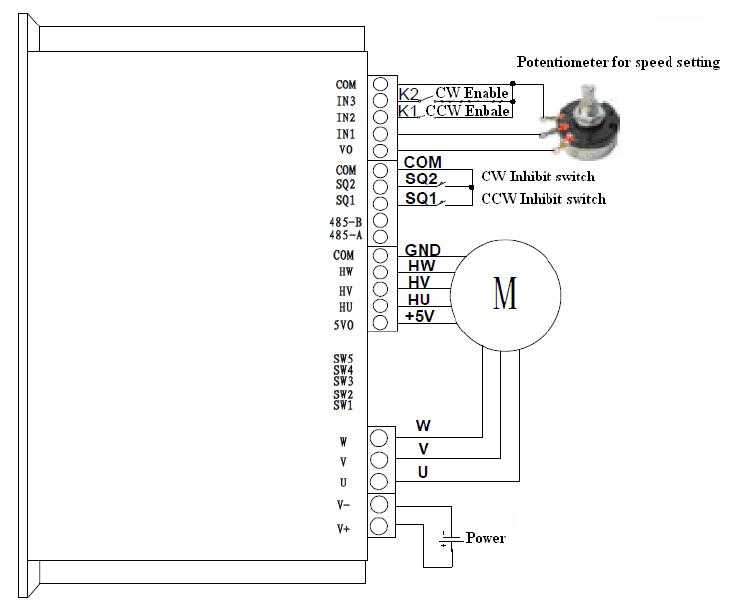 Potentiometer for speed setting
COM
IN3 K2 CW Enable
IN2 K1 CCW Enbale
IN1
VO
COM COM
SQ2 SQ2 CW Inhibit switch
SQ1 SQ1 CCW Inhibit switch
485-B
485-A
COM GND
HW HW
HV HV
HU HU
5VO +5V
M
SW5
SW4
SW3
SW2
SW1
W W
V V
U U
V-
V+
- + Power